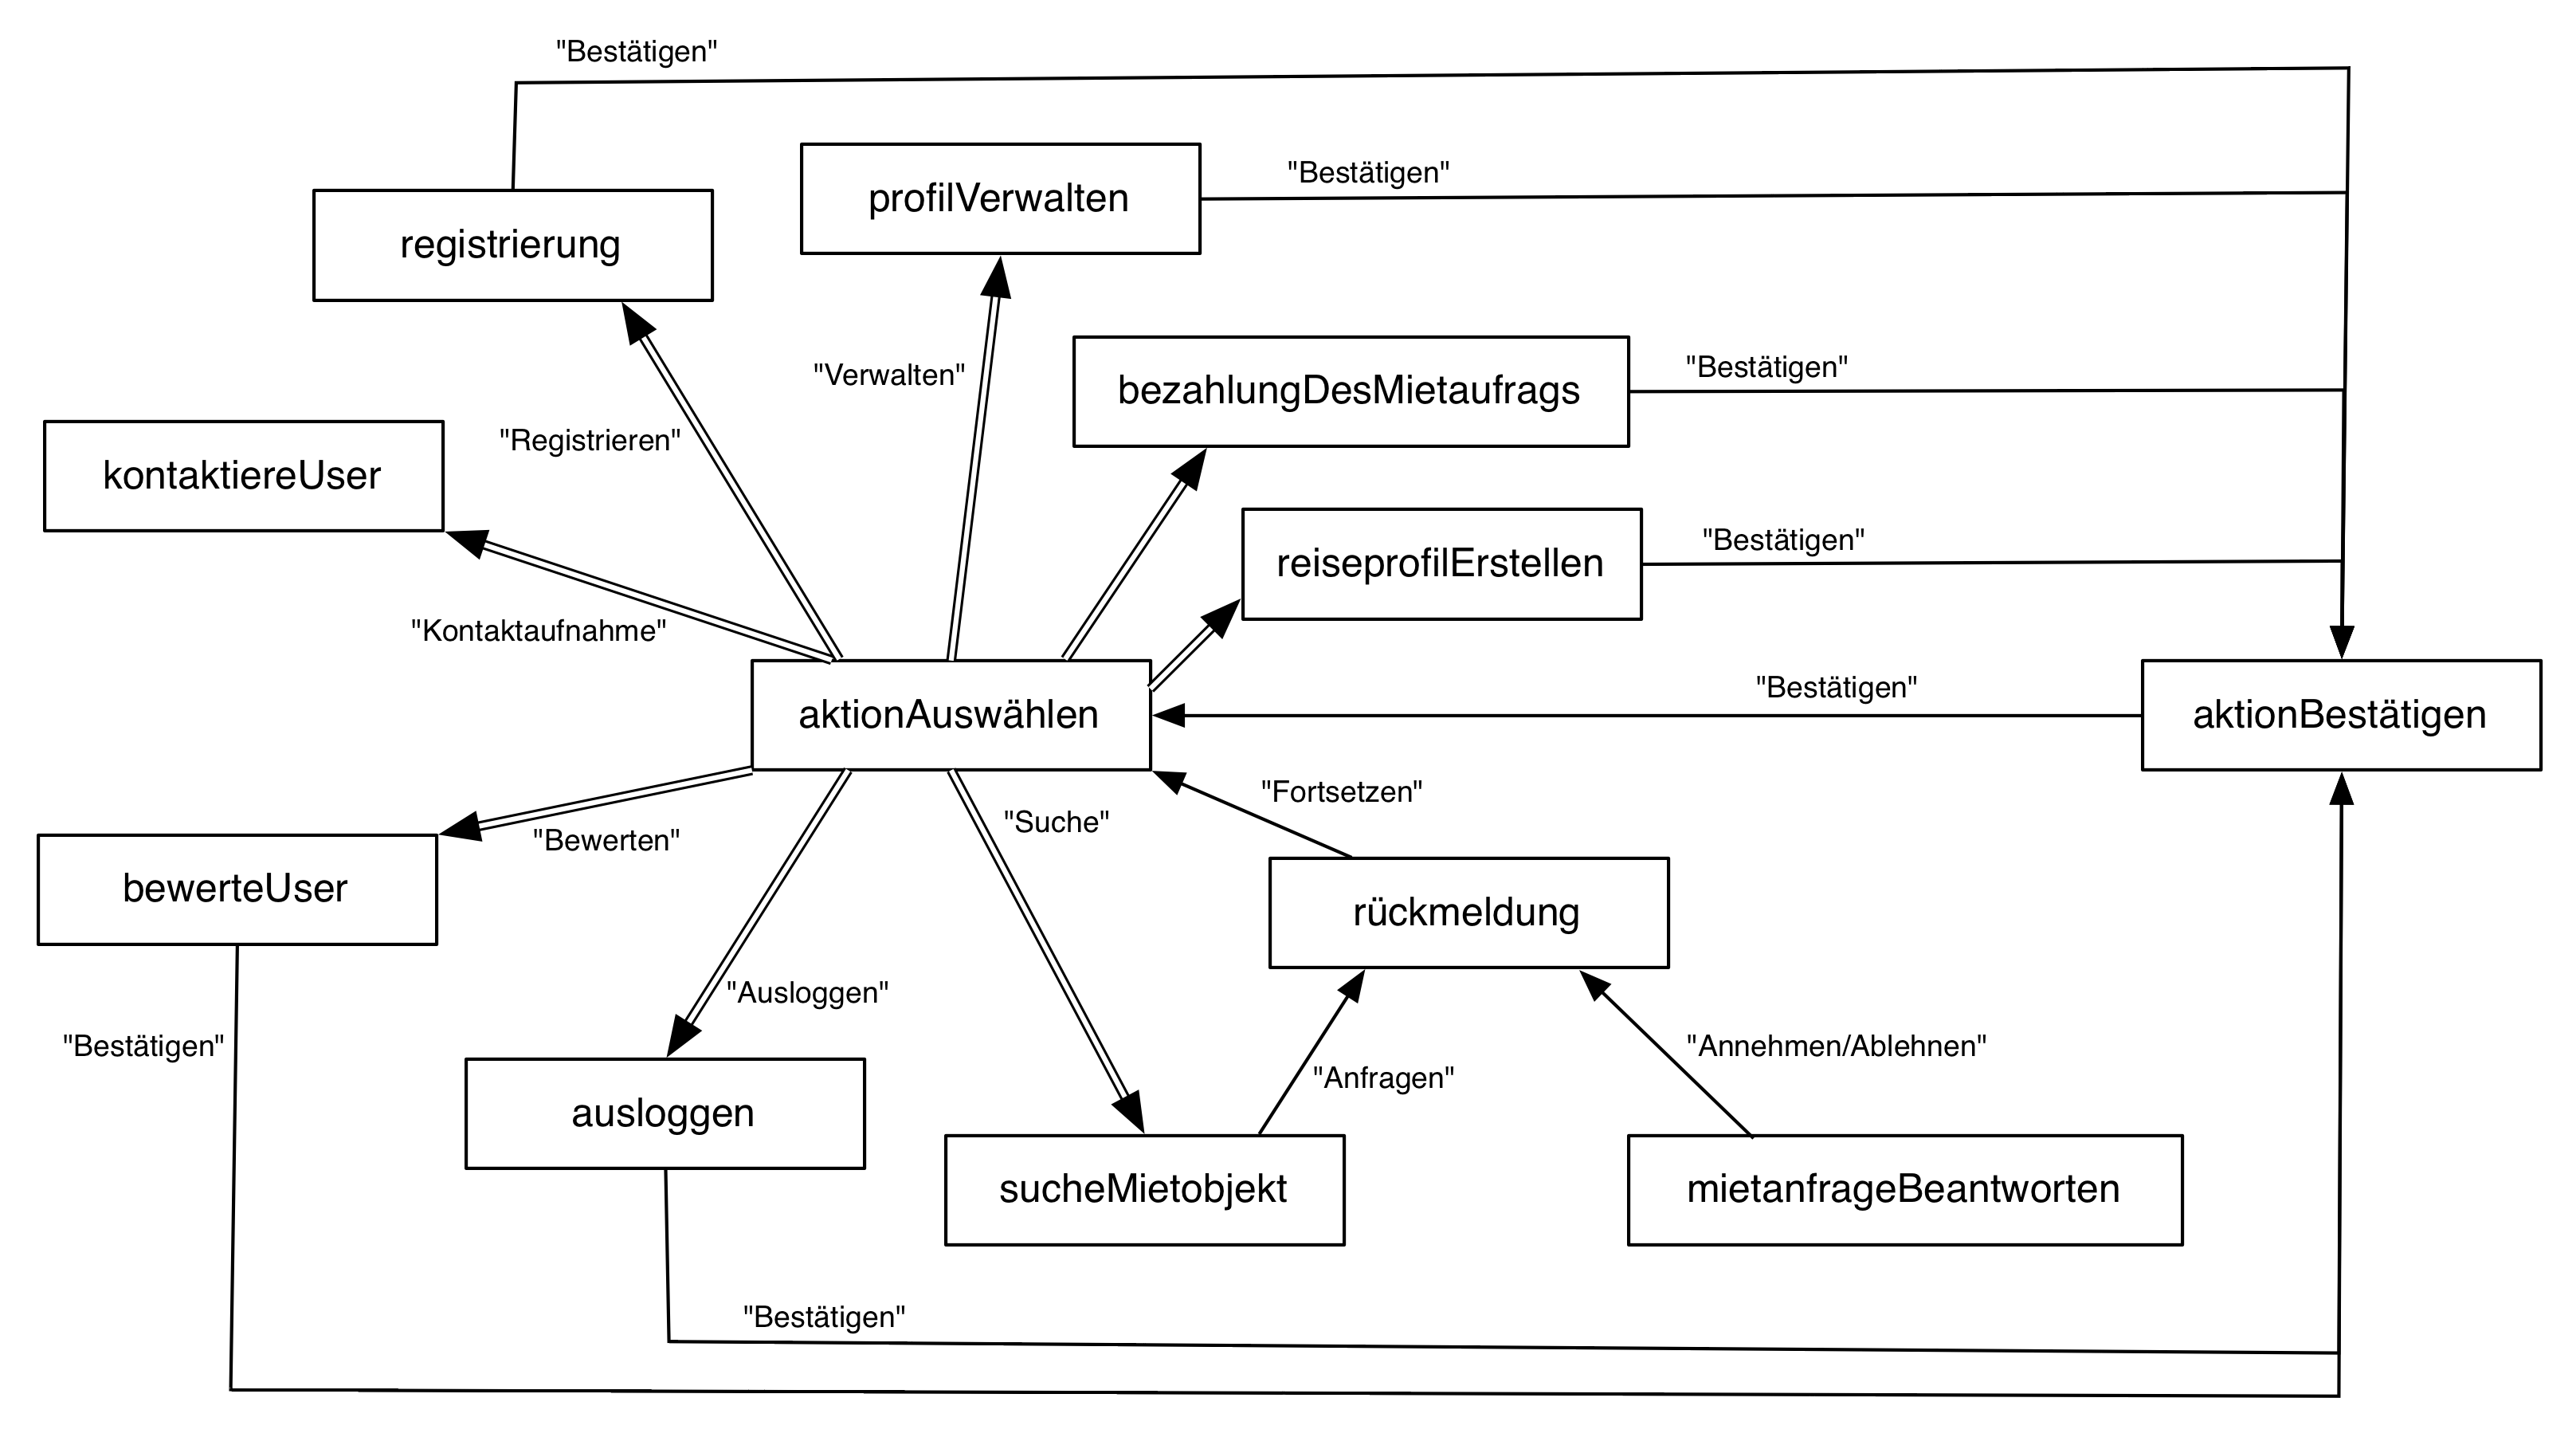 "Bestätigen"
profilVerwalten
"Bestätigen"
registrierung
"Verwalten"
bezahlungDesMietaufrags
"Bestätigen"
"Registrieren"
kontaktiereUser
reiseprofilErstellen
"Bestätigen"
"Kontaktaufnahme"
aktionAuswählen
"Bestätigen"
aktionBestätigen
"Fortsetzen"
"Suche"
"Bewerten"
bewerteUser
rückmeldung
"Ausloggen"
"Bestätigen"
"Annehmen/Ablehnen"
"Anfragen"
ausloggen
sucheMietobjekt
mietanfrageBeantworten
"Bestätigen"